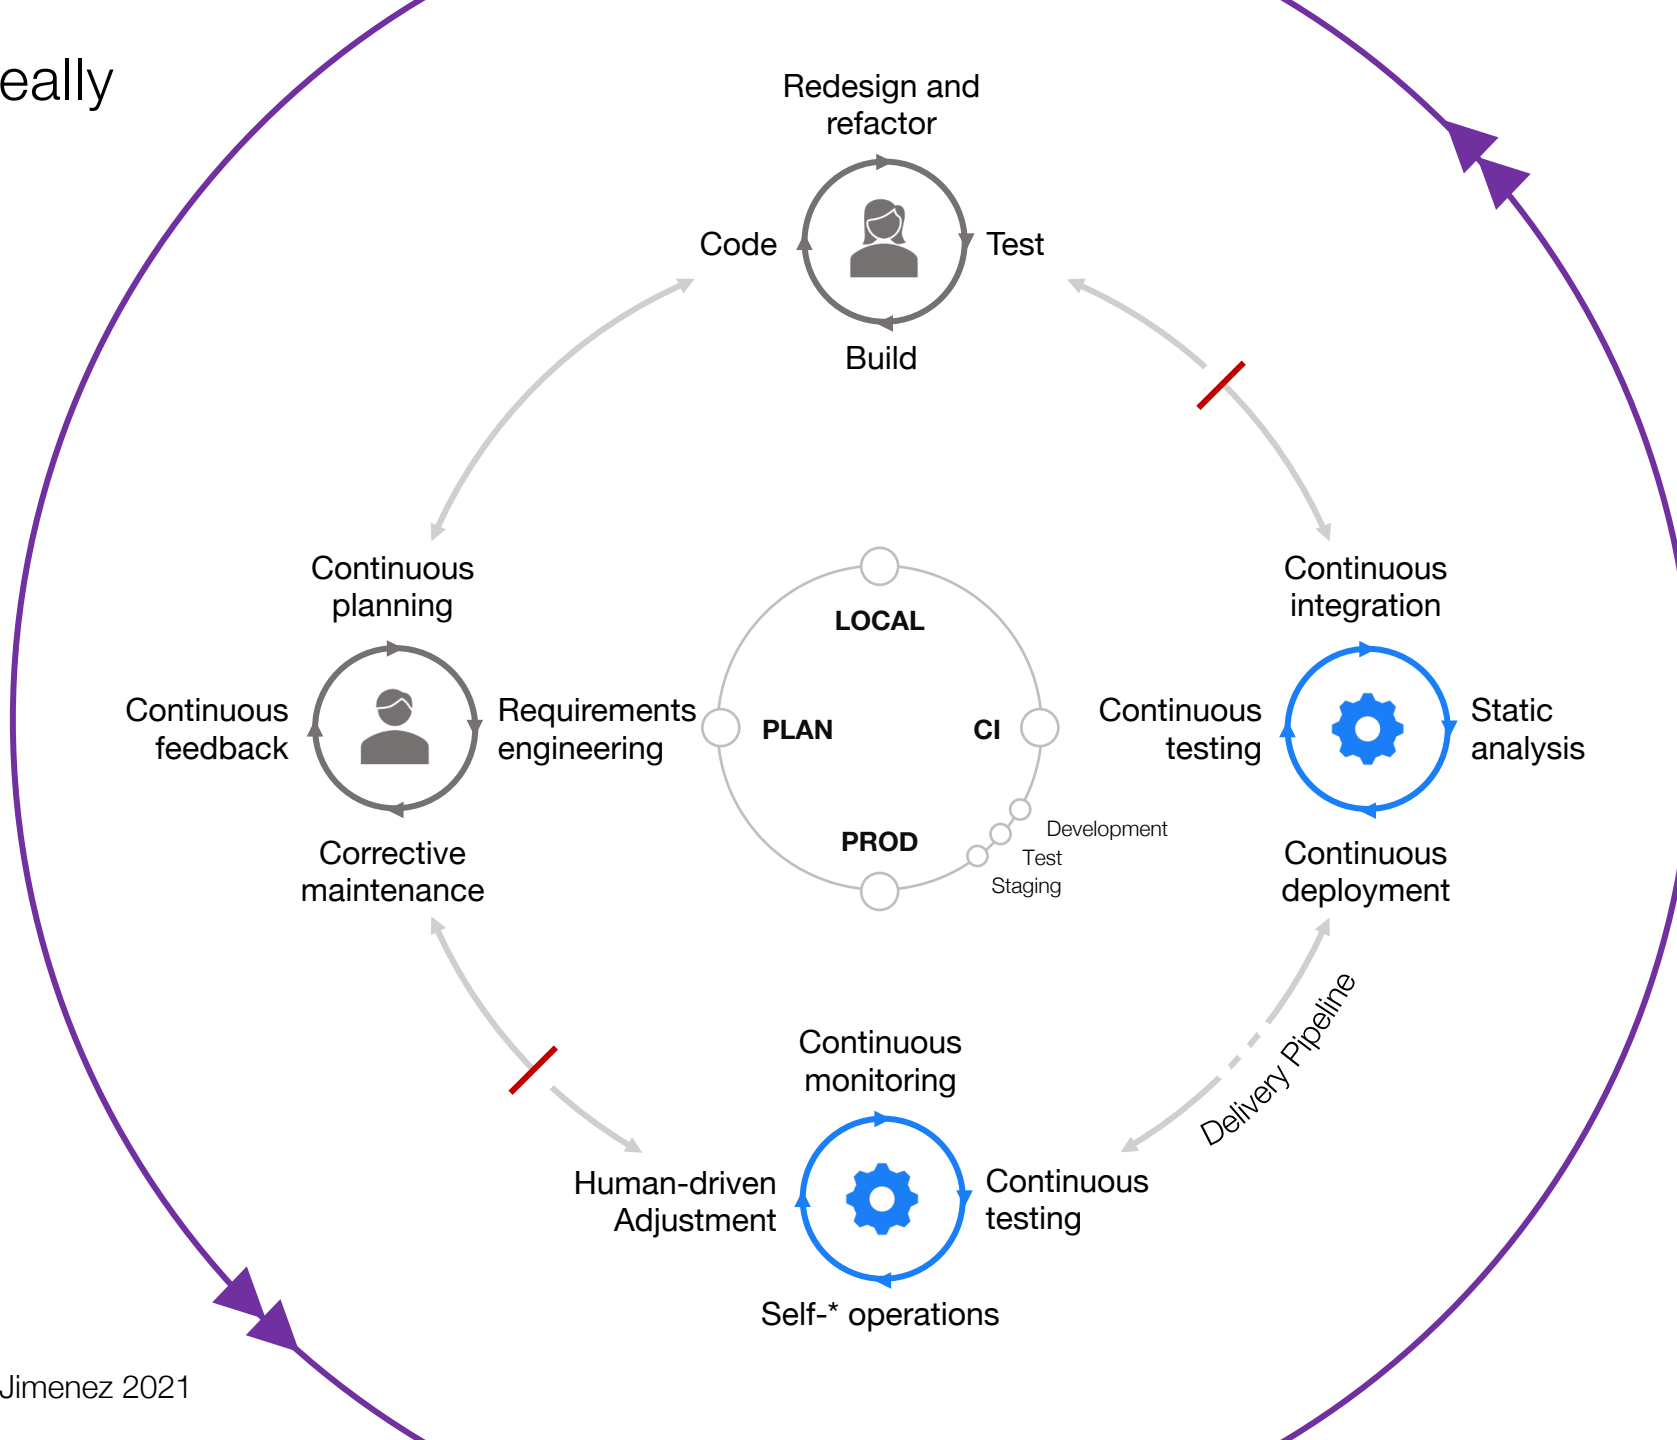 eally
Redesign and
refactor
Code
Test
Build
Continuous
planning
Continuous
feedback
Requirements
engineering
Corrective
maintenance
LOCAL
PLAN
CI
PROD
Development
Test
Staging
Continuous
integration
Continuous
testing
Static
analysis
Continuous
deployment
Delivery Pipeline
Continuous
monitoring
Human-driven
Adjustment
Continuous
testing
Self-* operations
Jimenez 2021